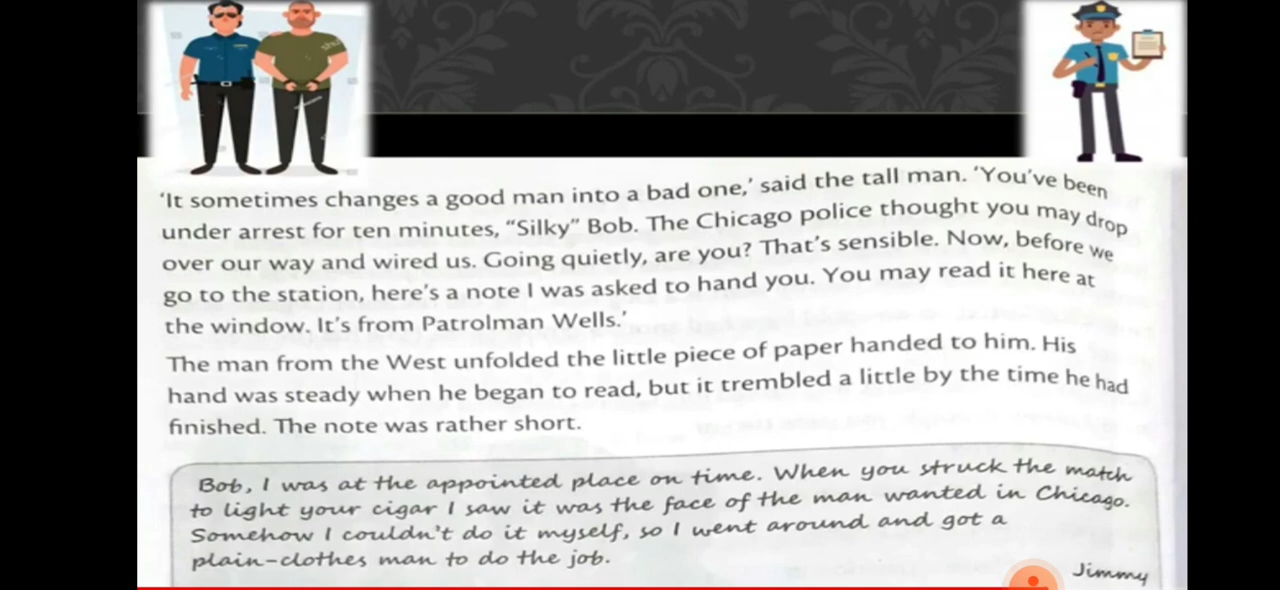 ‘It sometimes changes a good man into a bad one,’ said the tall man. ‘You’ve been
under arrest for ten minutes, “Silky” Bob. The Chicago police thought you may drop
over our way and wired us. Going quietly, are you? That’s sensible. Now, before we
go to the station, here’s a note I was asked to hand you. You may read it here at
the window. It’s from Patrolman Wells.’
The man from the West unfolded the little piece of paper handed to him. His
hand was steady when he began to read, but it trembled a little by the time he had
finished. The note was rather short.
Bob, I was at the appointed place on time. When you struck the match
to light your cigar I saw it was the face of the man wanted in Chicago.
Somehow I couldn’t do it myself, so I went around and got a
plain-clothes man to do the job.
Jimmy